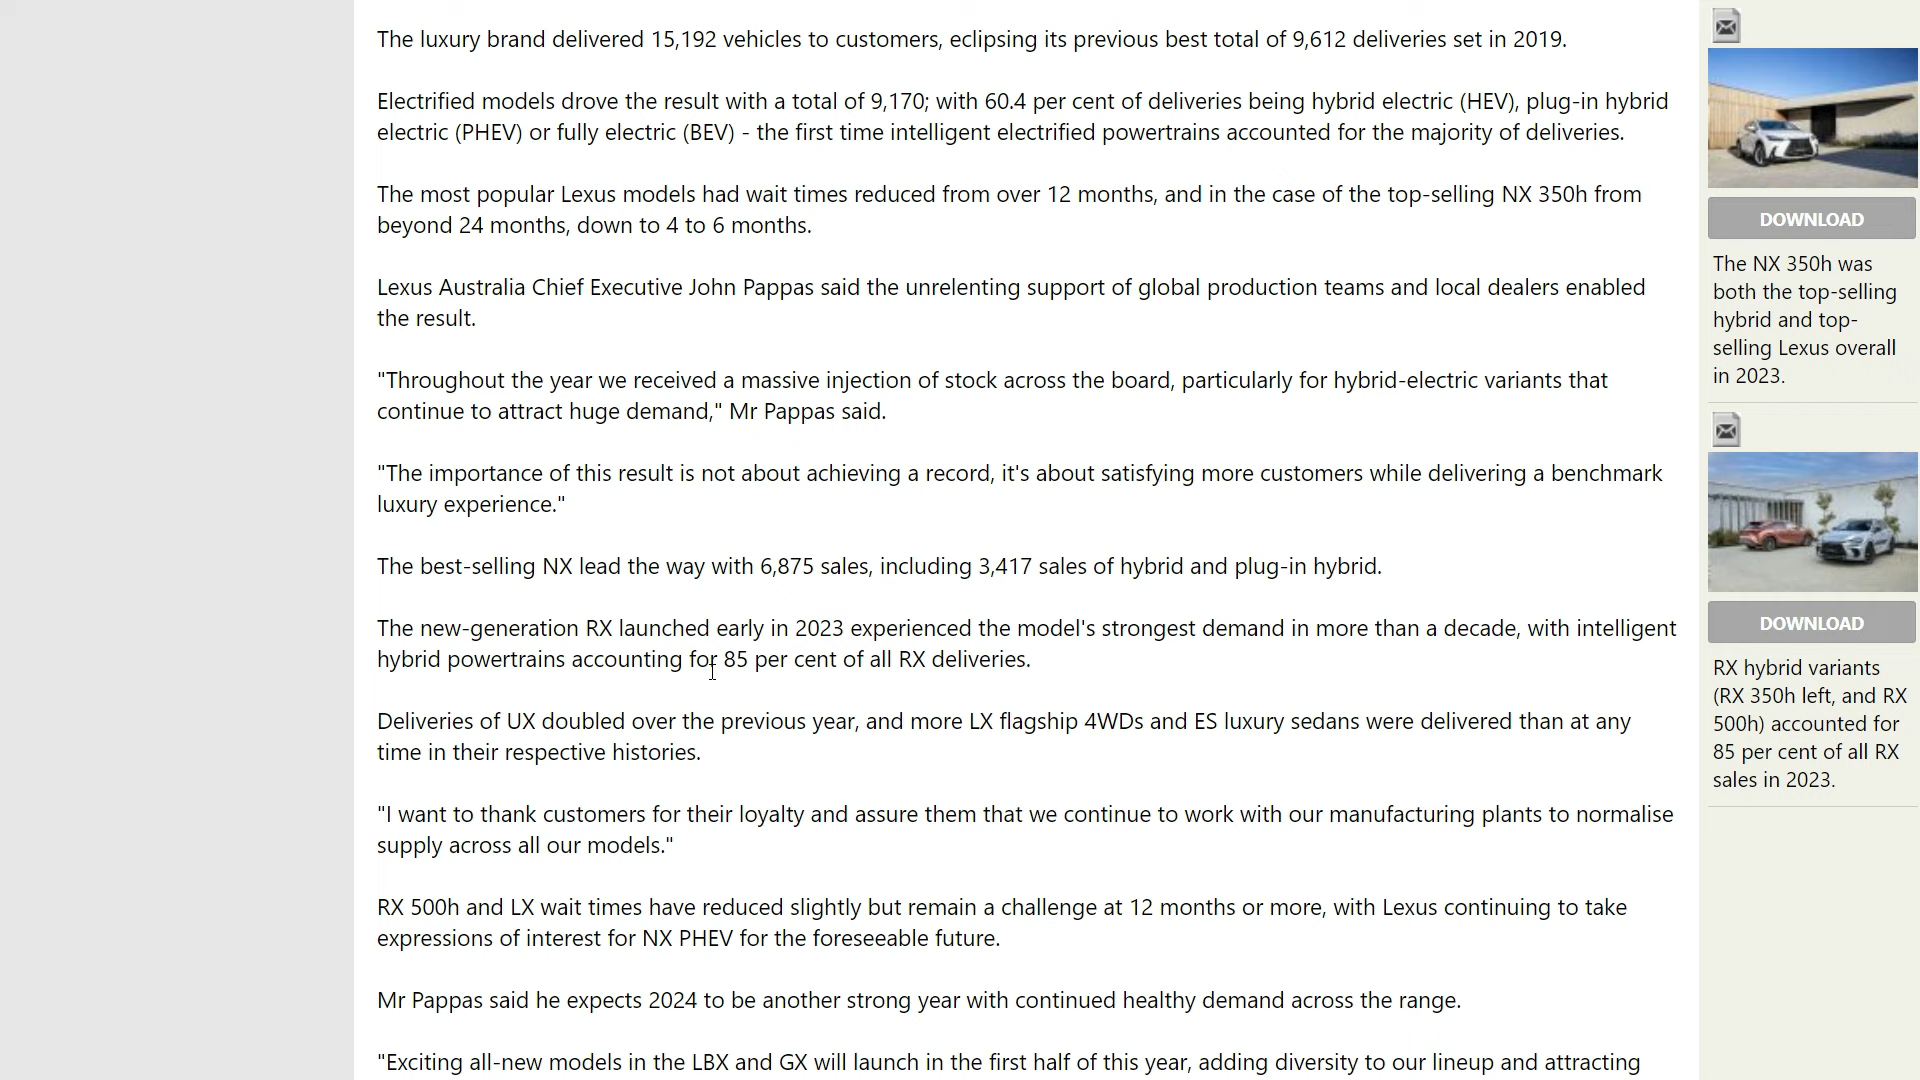 The luxury brand delivered 15,192 vehicles to customers, eclipsing its previous best total of 9,612 deliveries set in 2019.
Electrified models drove the result with a total of 9,170; with 60.4 per cent of deliveries being hybrid electric (HEV), plug-in hybrid
electric (PHEV) or fully electric (BEV) - the first time intelligent electrified powertrains accounted for the majority of deliveries.
The most popular Lexus models had wait times reduced from over 12 months, and in the case of the top-selling NX 350h from
beyond 24 months, down to 4 to 6 months.
Lexus Australia Chief Executive John Pappas said the unrelenting support of global production teams and local dealers enabled
the result.
"Throughout the year we received a massive injection of stock across the board, particularly for hybrid-electric variants that
continue to attract huge demand," Mr Pappas said.
"The importance of this result is not about achieving a record, it's about satisfying more customers while delivering a benchmark
luxury experience."
The best-selling NX lead the way with 6,875 sales, including 3,417 sales of hybrid and plug-in hybrid.
The new-generation RX launched early in 2023 experienced the model's strongest demand in more than a decade, with intelligent
hybrid powertrains accounting for 85 per cent of all RX deliveries.
Deliveries of UX doubled over the previous year, and more LX flagship 4WDs and ES luxury sedans were delivered than at any
time in their respective histories.
"I want to thank customers for their loyalty and assure them that we continue to work with our manufacturing plants to normalise
supply across all our models."
RX 500h and LX wait times have reduced slightly but remain a challenge at 12 months or more, with Lexus continuing to take
expressions of interest for NX PHEV for the foreseeable future.
Mr Pappas said he expects 2024 to be another strong year with continued healthy demand across the range.
"Exciting all-new models in the LBX and GX will launch in the first half of this year, adding diversity to our lineup and attracting
DOWNLOAD
The NX 350h was
both the top-selling
hybrid and top-
selling Lexus overall
in 2023.
DOWNLOAD
RX hybrid variants
(RX 350h left, and RX
500h) accounted for
85 per cent of all RX
sales in 2023.